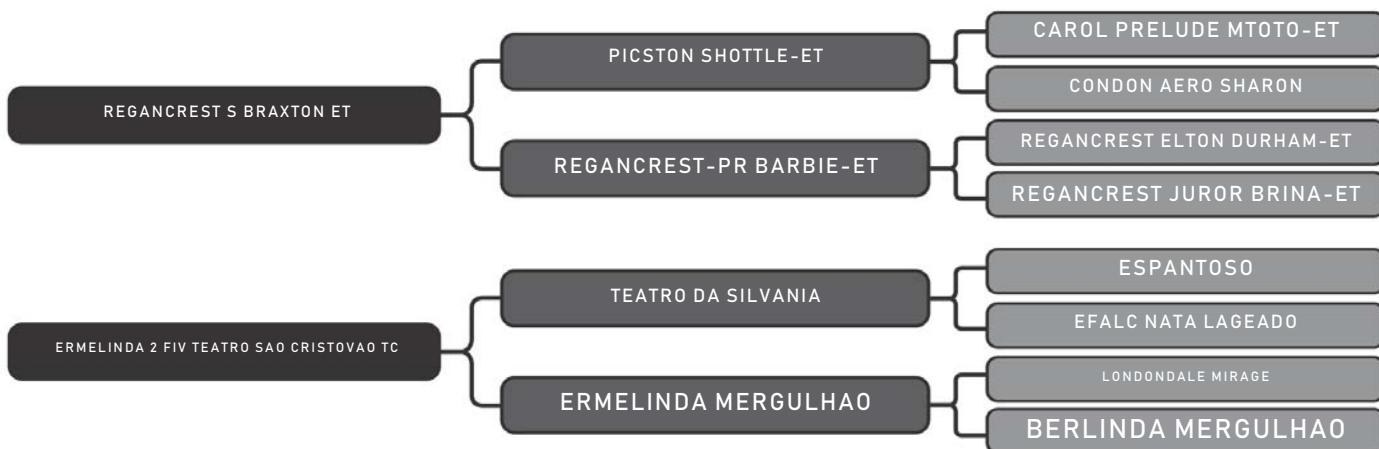 CAROL PRELUDE MTOTO-ET
PICSTON SHOTTLE-ET
CONDON AERO SHARON
REGANCREST S BRAXTON ET
REGANCREST ELTON DURHAM-ET
REGANCREST-PR BARBIE-ET
REGANCREST JUROR BRINA-ET
ESPANTOSO
TEATRO DA SILVANIA
EFALC NATA LAGEADO
ERMELINDA 2 FIV TEATRO SAO CRISTOVAO TC
LONDONDALE MIRAGE
ERMELINDA MERGULHAO
BERLINDA MERGULHAO